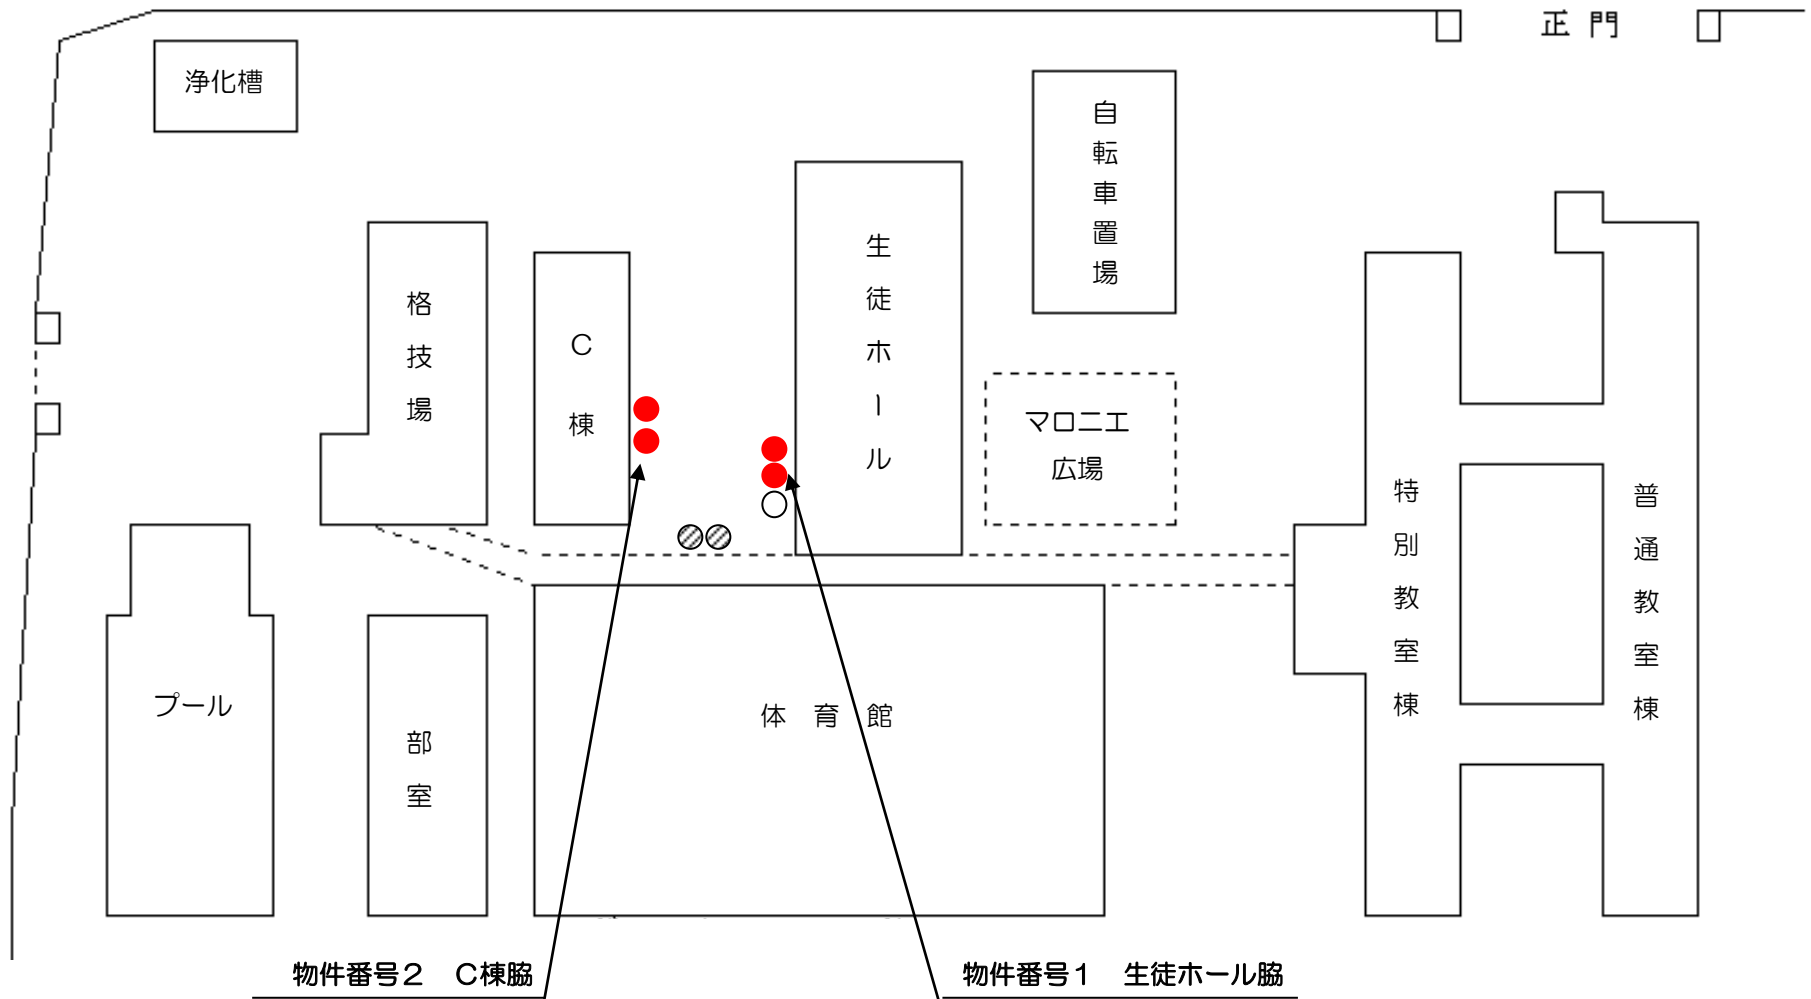 正門
浄化槽
自転車置場
生徒ホール
格技場
C棟
マロニエ
広場
特別教室棟
普通教室棟
プール
部室
体育館
物件番号2　C棟脇
物件番号1　生徒ホール脇